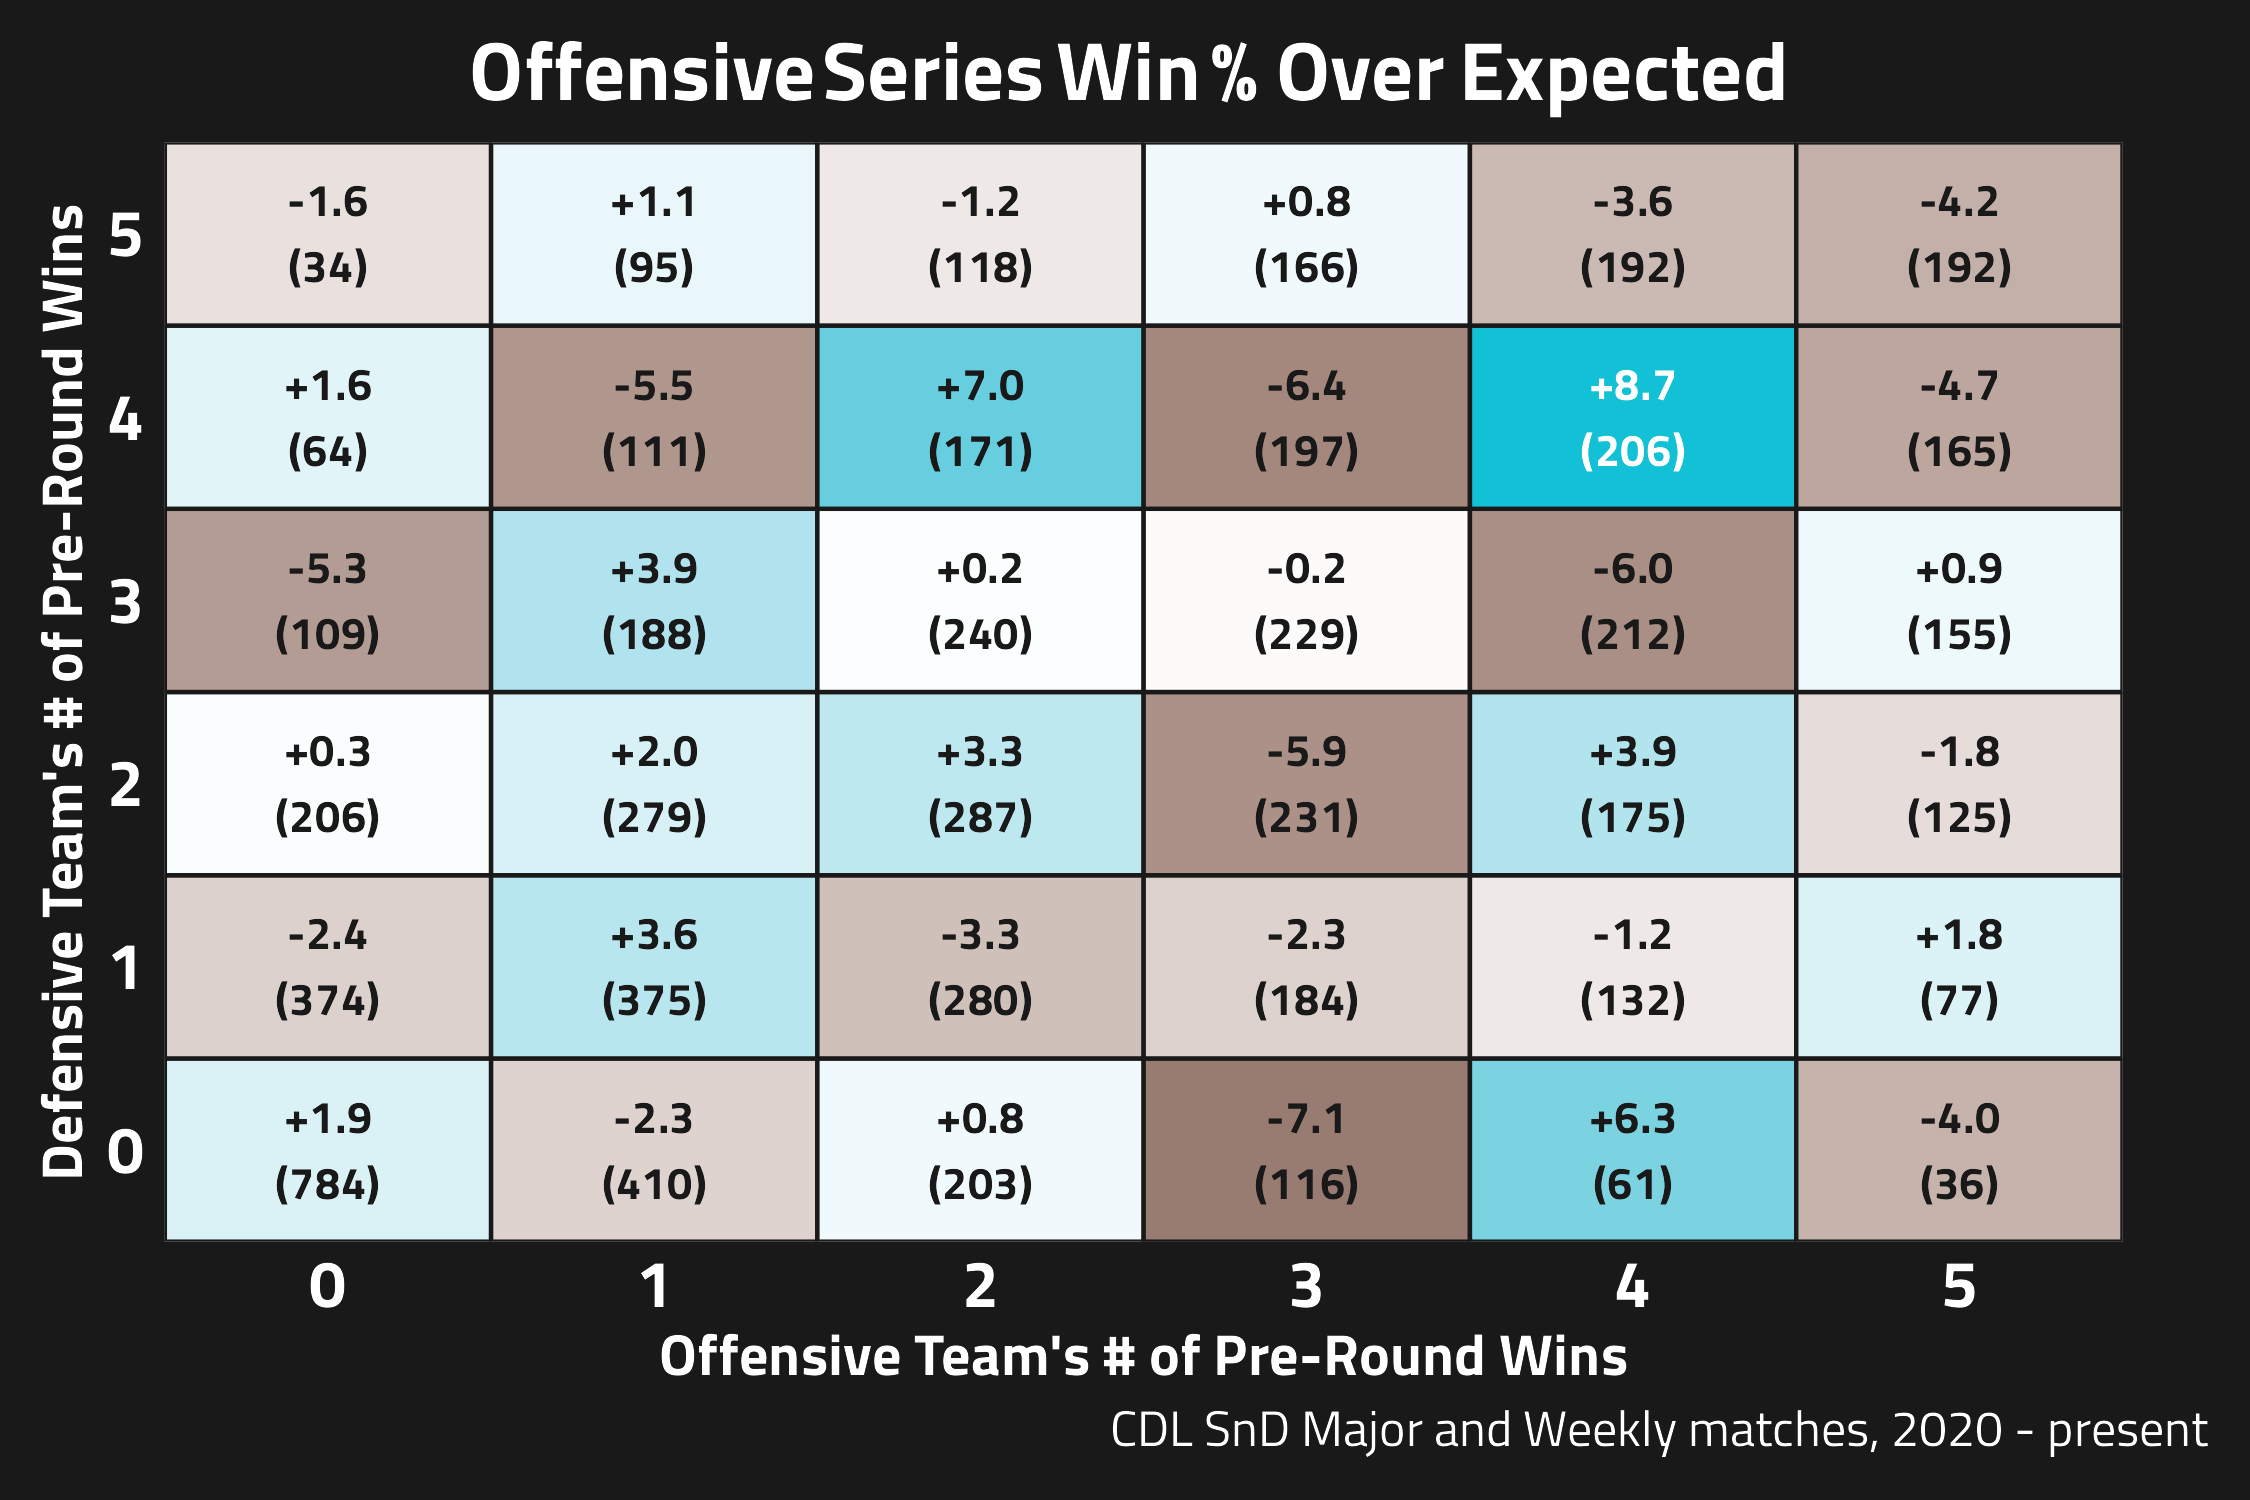 Offensive Series Win % Over Expected
Defensive Team's # of Pre-Round Wins
5
-1.6 +1.1 -1.2 +0.8 -3.6 -4.2
(34) (95) (118) (166) (192) (192)
4
+1.6 -5.5 +7.0 -6.4 +8.7 -4.7
(64) (111) (171) (197) (206) (165)
3
-5.3 +3.9 +0.2 -0.2 -6.0 +0.9
(109) (188) (240) (229) (212) (155)
2
+0.3 +2.0 +3.3 -5.9 +3.9 -1.8
(206) (279) (287) (231) (175) (125)
1
-2.4 +3.6 -3.3 -2.3 -1.2 +1.8
(374) (375) (280) (184) (132) (77)
0
+1.9 -2.3 +0.8 -7.1 +6.3 -4.0
(784) (410) (203) (116) (61) (36)
0 1 2 3 4 5
Offensive Team's # of Pre-Round Wins
CDL SnD Major and Weekly matches, 2020 - present